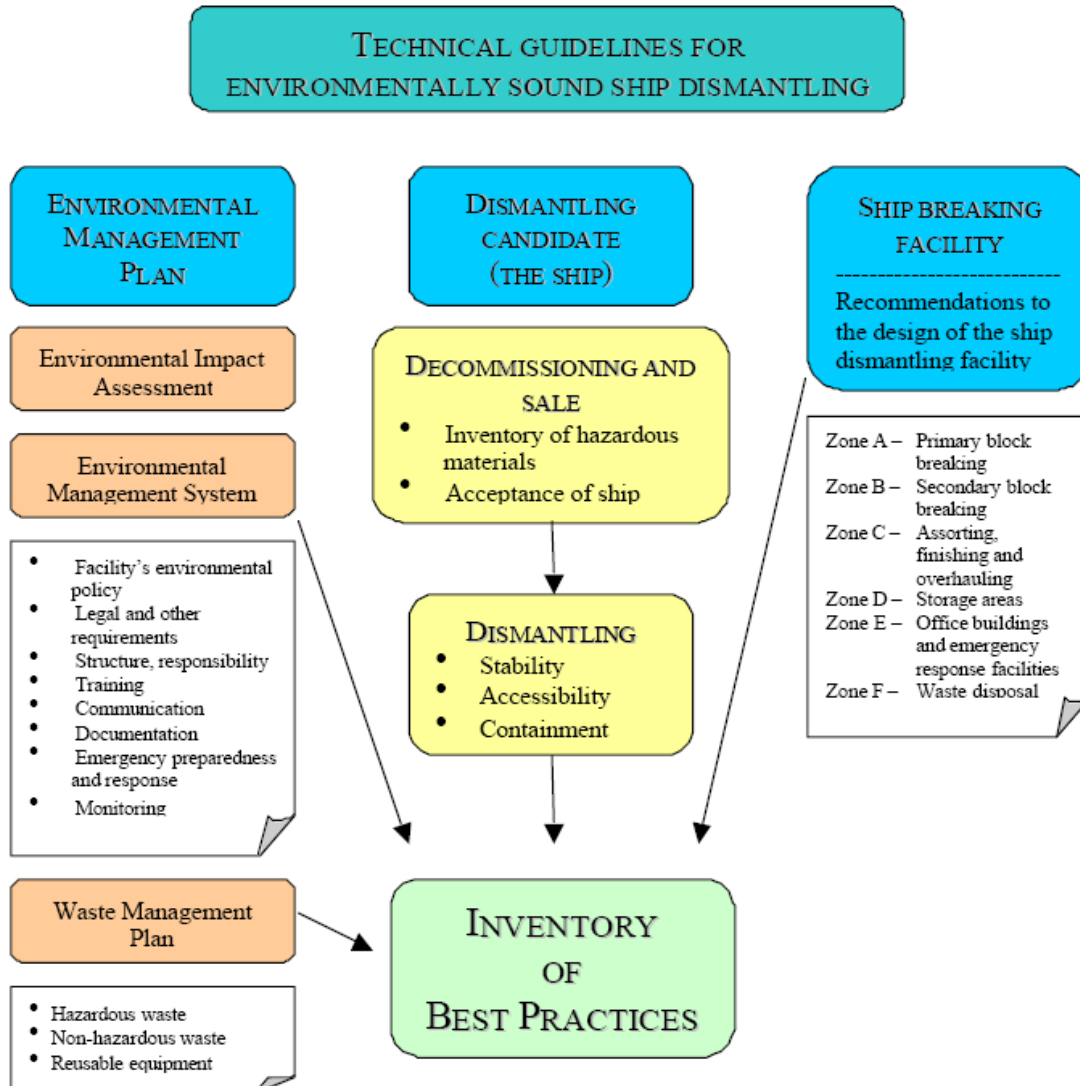 TECHNICAL GUIDELINES FOR
ENVIRONMENTALLY SOUND SHIP DISMANTLING
ENVIRONMENTAL
MANAGEMENT
PLAN
Environmental Impact
Assessment
Environmental
Management System
• Facility's environmental
policy
• Legal and other
requirements
• Structure, responsibility
• Training
• Communication
• Documentation
• Emergency preparedness
and response
• Monitoring
Waste Management
Plan
• Hazardous waste
• Non-hazardous waste
• Reusable equipment
DISMANTLING
CANDIDATE
(THE SHIP)
DECOMMISSIONING AND
SALE
• Inventory of hazardous
materials
• Acceptance of ship
DISMANTLING
• Stability
• Accessibility
• Containment
INVENTORY
OF
BEST PRACTICES
SHIP BREAKING
FACILITY
----------------------------
Recommendations to
the design of the ship
dismantling facility
Zone A – Primary block
breaking
Zone B – Secondary block
breaking
Zone C – Assorting,
finishing and
overhauling
Zone D – Storage areas
Zone E – Office buildings
and emergency
response facilities
Zone F – Waste disposal